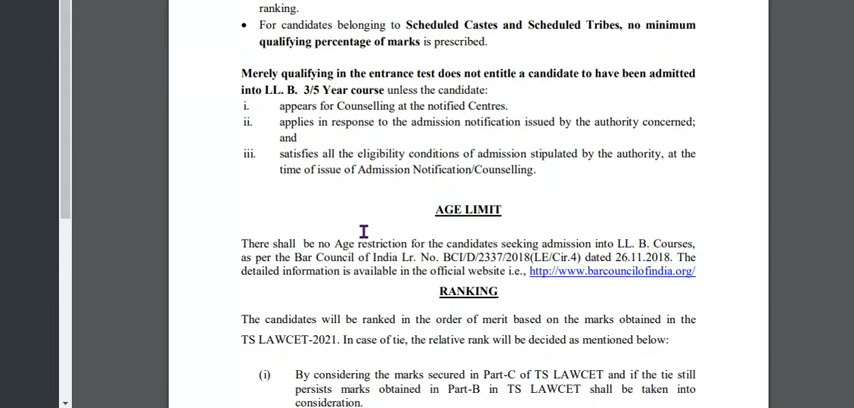 ranking.
• For candidates belonging to Scheduled Castes and Scheduled Tribes, no minimum
qualifying percentage of marks is prescribed.
Merely qualifying in the entrance test does not entitle a candidate to have been admitted
into LL. B. 3/5 Year course unless the candidate:
i. appears for Counselling at the notified Centres.
ii. applies in response to the admission notification issued by the authority concerned;
and
iii. satisfies all the eligibility conditions of admission stipulated by the authority, at the
time of issue of Admission Notification/Counselling.
AGE LIMIT
There shall be no Age restriction for the candidates seeking admission into LL. B. Courses,
as per the Bar Council of India Lr. No. BCI/D/2337/2018(LE/Cir.4) dated 26.11.2018. The
detailed information is available in the official website i.e., http://www.barcouncilofindia.org/
RANKING
The candidates will be ranked in the order of merit based on the marks obtained in the
TS LAWCET-2021. In case of tie, the relative rank will be decided as mentioned below:
(i) By considering the marks secured in Part-C of TS LAWCET and if the tie still
persists marks obtained in Part-B in TS LAWCET shall be taken into
consideration.